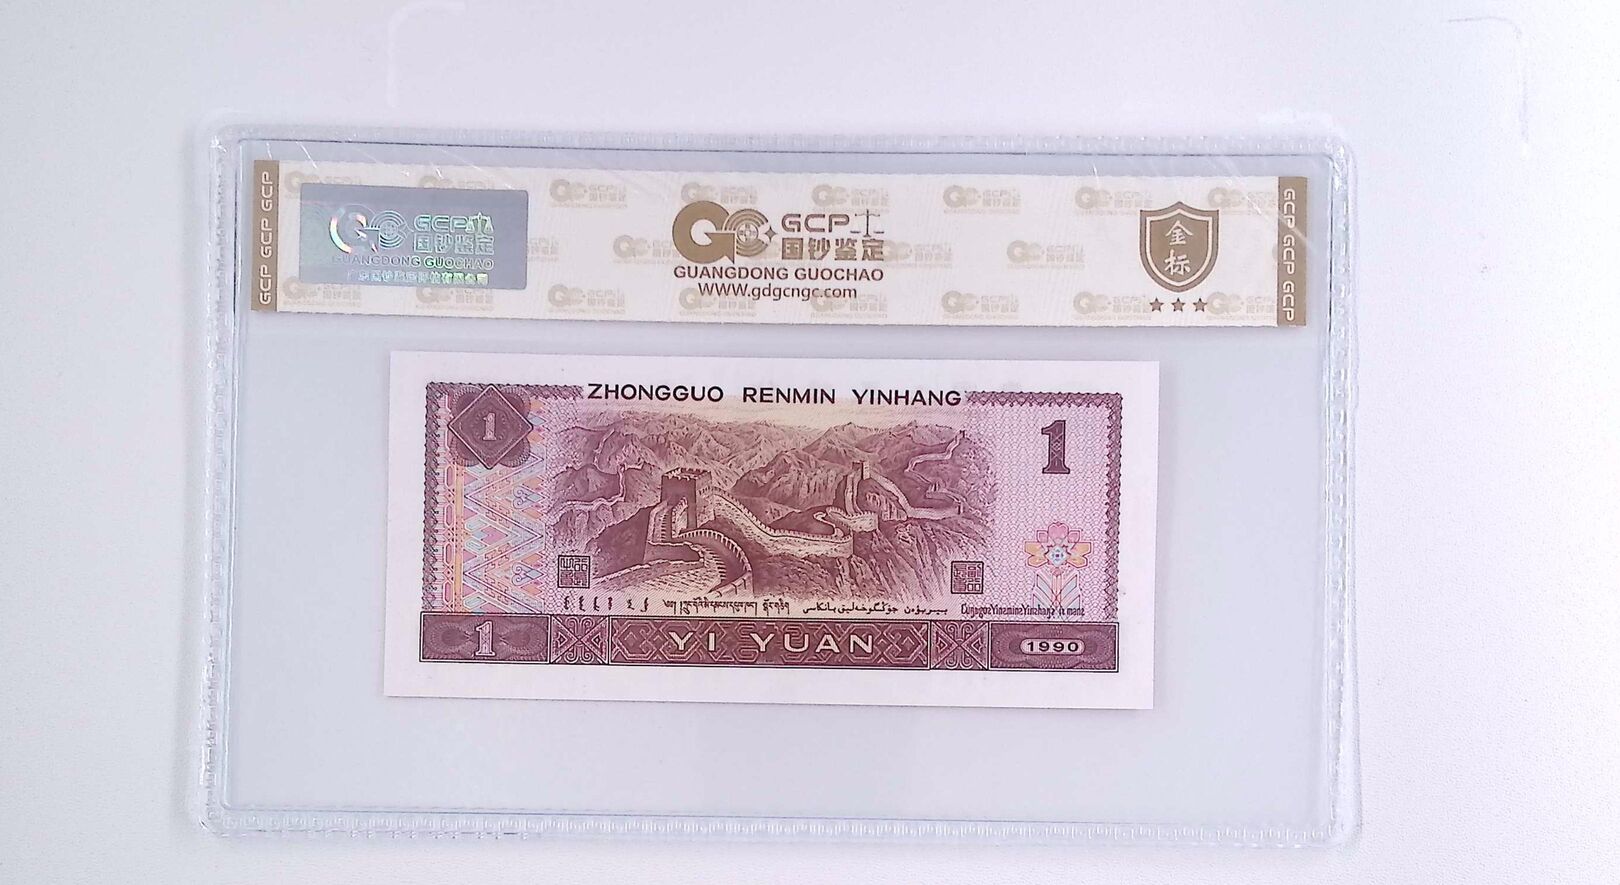 GCP GCP GCP
GCP
国钞鉴定
GUANGDONG GUOCHAO
GCP
国钞鉴定
GUANGDONG GUOCHAO
WWW.gdgcngc.com
金
标
GCP GCP GCP
ZHONGGUO RENMIN YINHANG
1
1
1
YI YUAN
1990